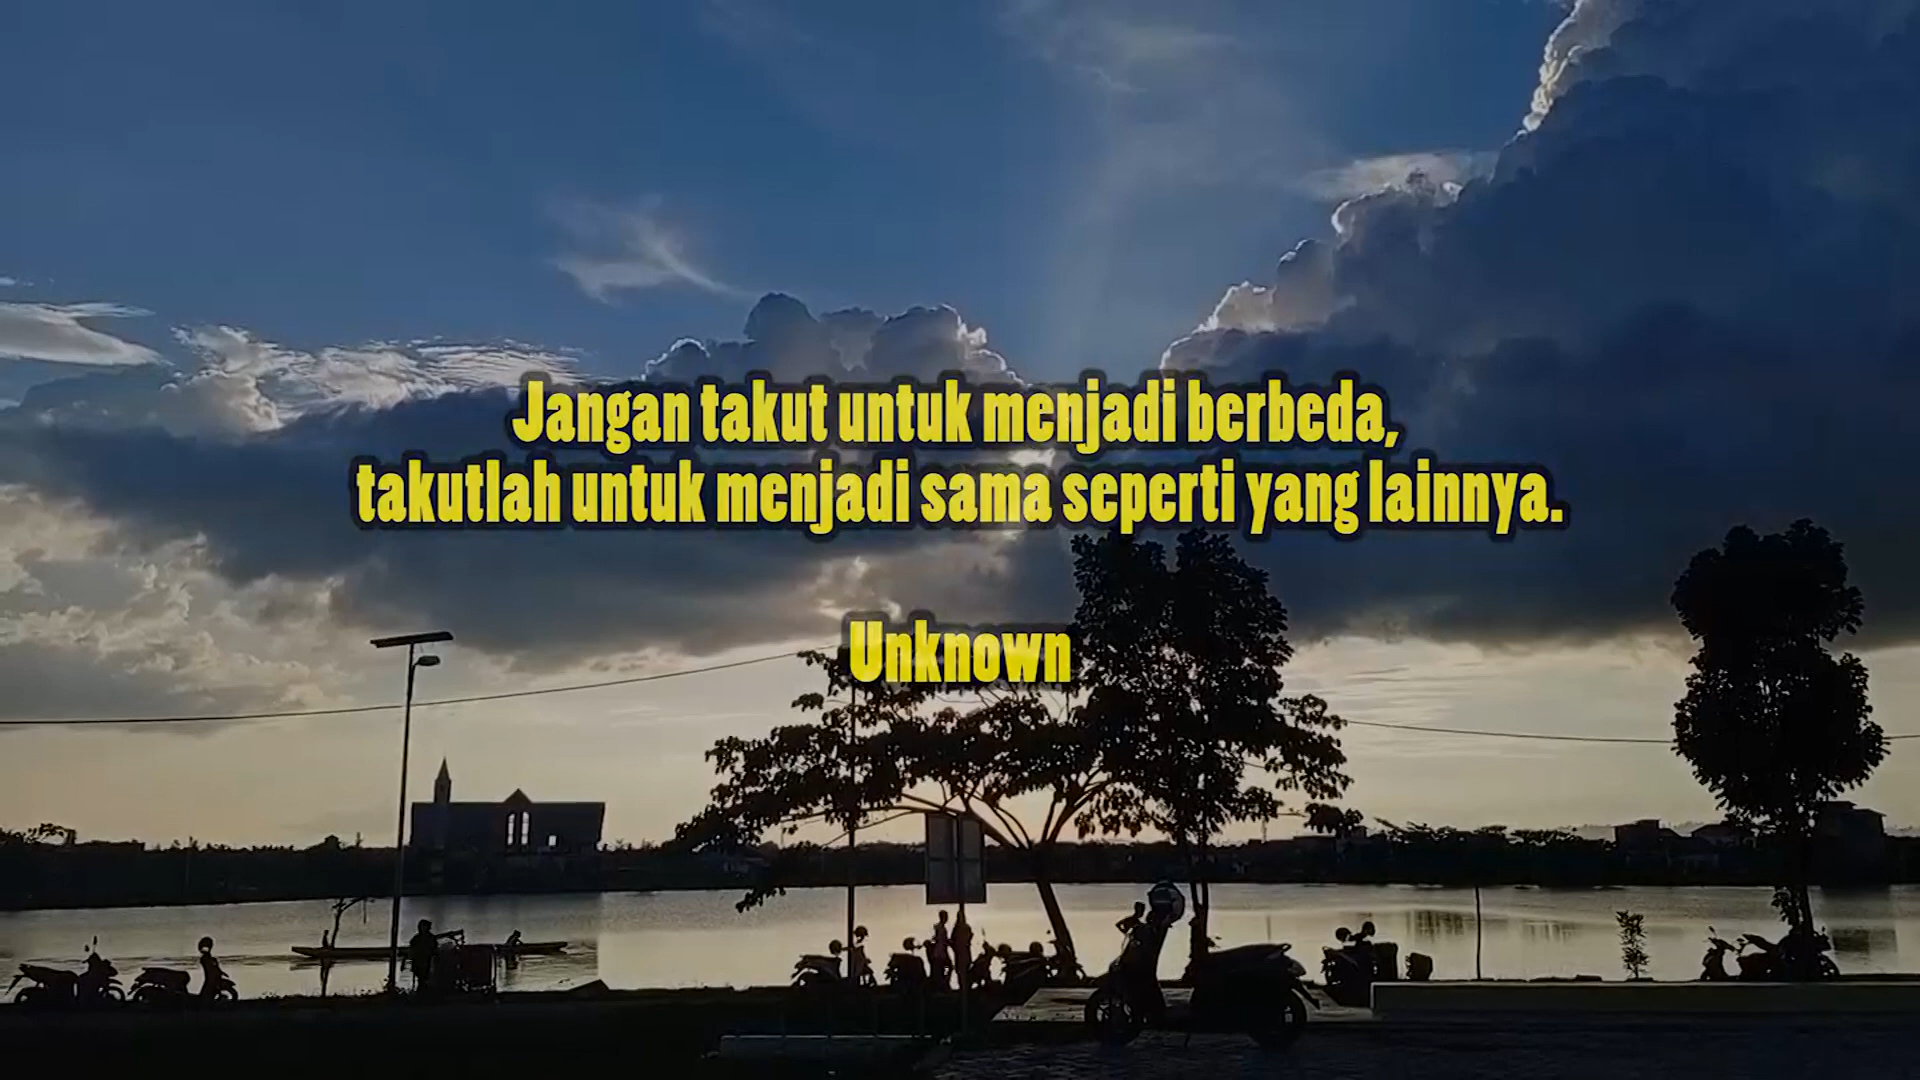 Jangan takut untuk menjadi berbeda,
takutlah untuk menjadi sama seperti yang lainnya.
Unknown